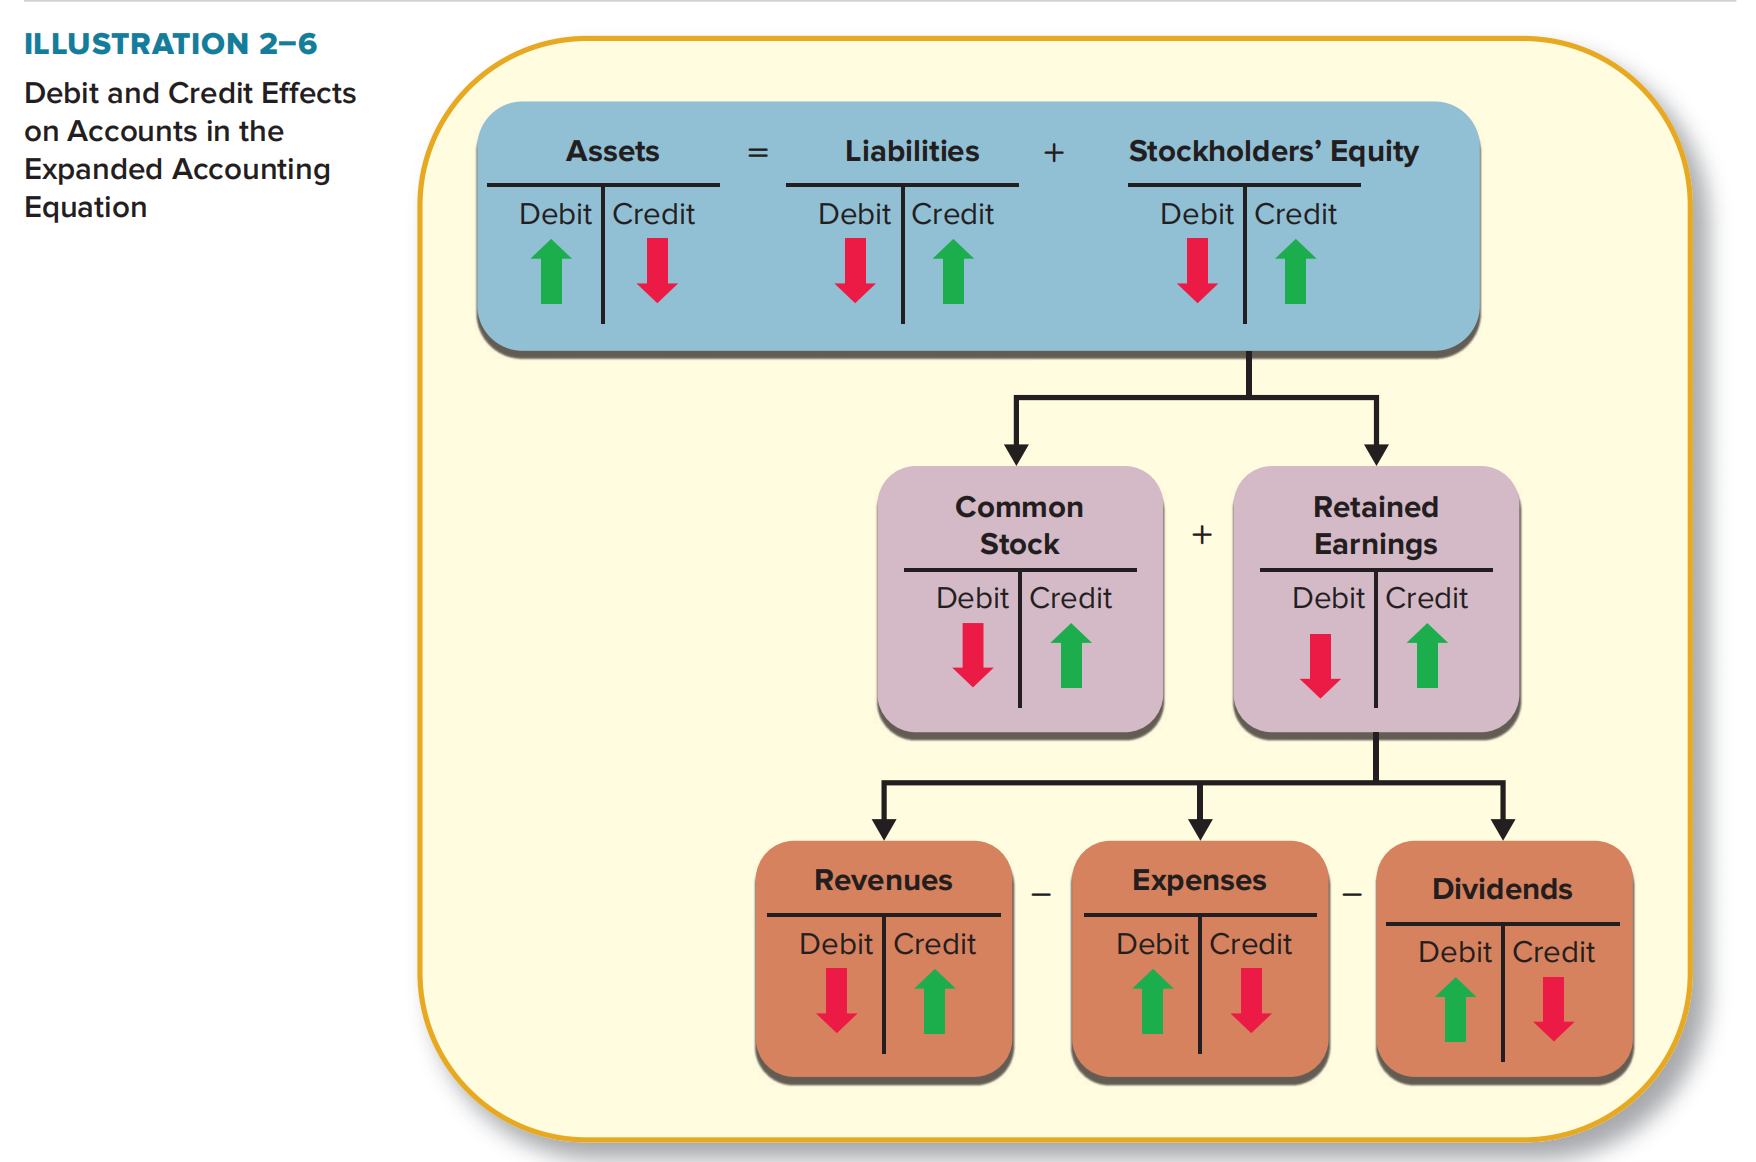 ILLUSTRATION 2–6
Debit and Credit Effects
on Accounts in the
Expanded Accounting
Equation
Assets = Liabilities + Stockholders’ Equity
Debit Credit Debit Credit Debit Credit
Common
Stock
+
Retained
Earnings
Debit Credit Debit Credit
Revenues – Expenses – Dividends
Debit Credit Debit Credit Debit Credit